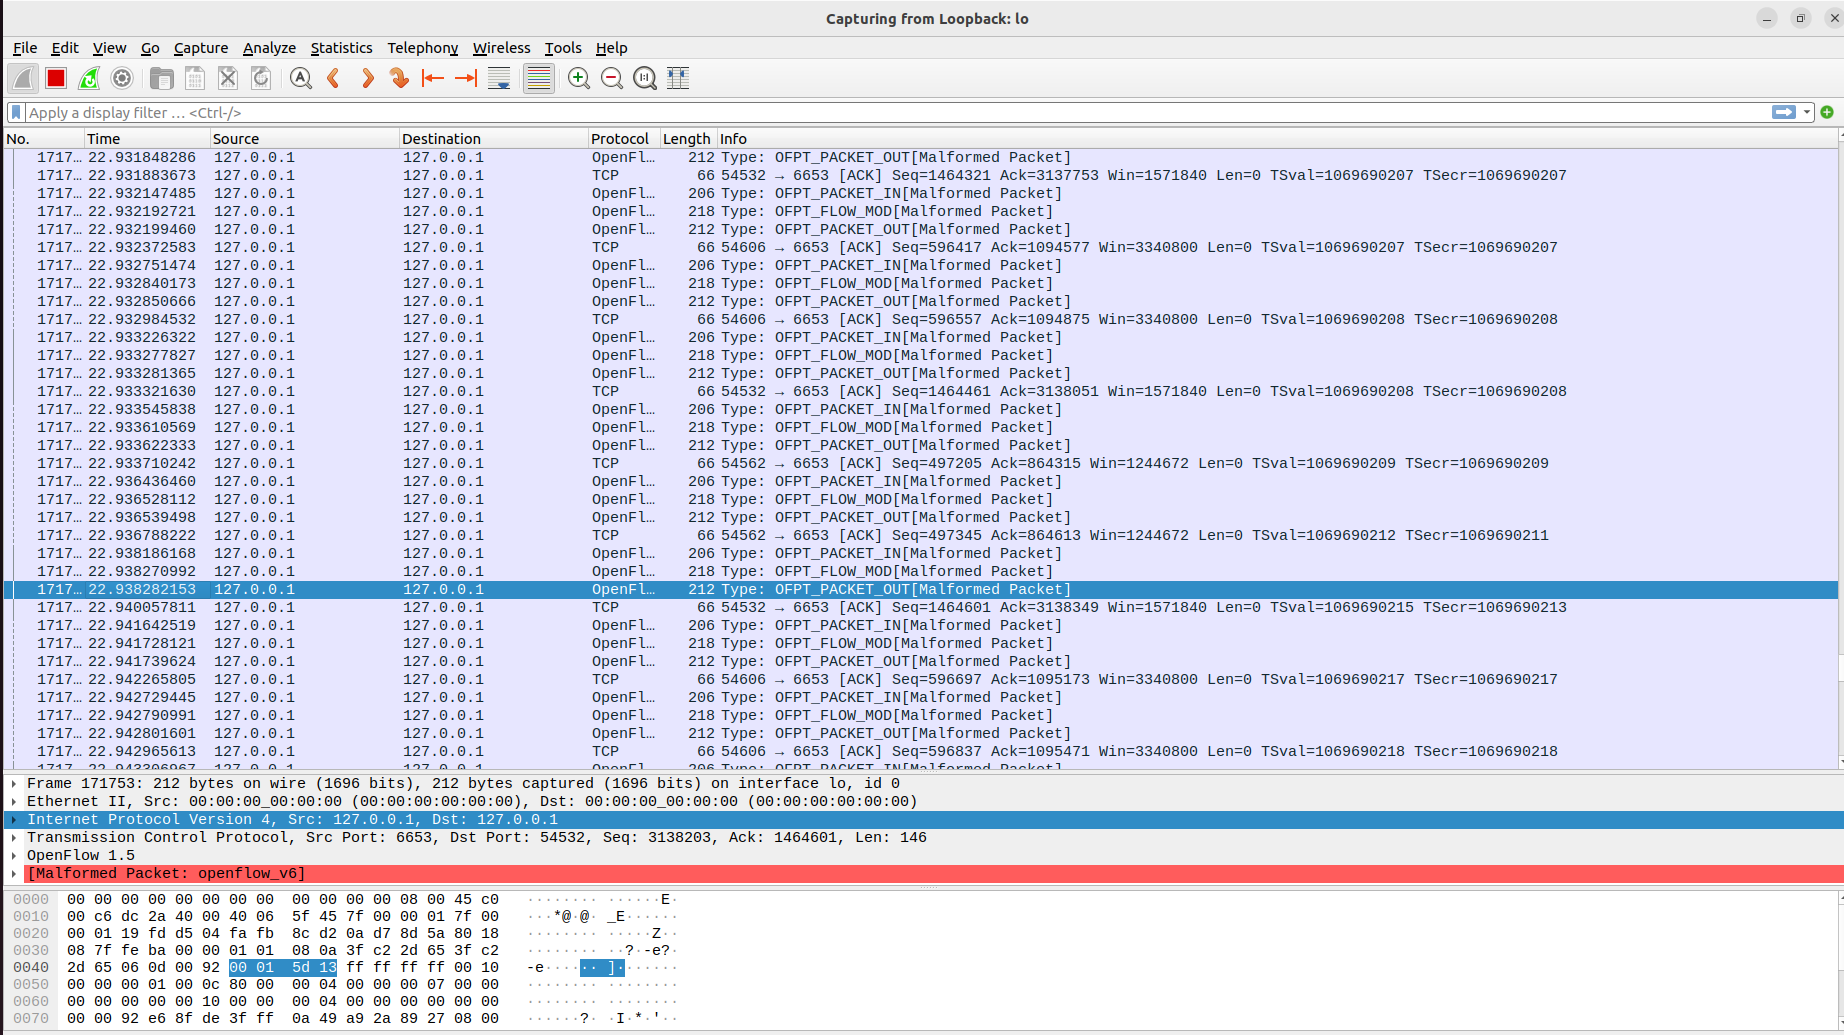 Capturing from Loopback: lo
File Edit View Go Capture Analyze Statistics Telephony Wireless Tools Help
Apply a display filter … <Ctrl-/>
No. Time Source Destination Protocol Length Info
1717… 22.931848286 127.0.0.1 127.0.0.1 OpenFl… 212 Type: OFPT_PACKET_OUT[Malformed Packet]
1717… 22.931883673 127.0.0.1 127.0.0.1 TCP 66 54532 → 6653 [ACK] Seq=1464321 Ack=3137753 Win=1571840 Len=0 TSval=1069690207 TSecr=1069690207
1717… 22.932147485 127.0.0.1 127.0.0.1 OpenFl… 206 Type: OFPT_PACKET_IN[Malformed Packet]
1717… 22.932192721 127.0.0.1 127.0.0.1 OpenFl… 218 Type: OFPT_FLOW_MOD[Malformed Packet]
1717… 22.932199460 127.0.0.1 127.0.0.1 OpenFl… 212 Type: OFPT_PACKET_OUT[Malformed Packet]
1717… 22.932372583 127.0.0.1 127.0.0.1 TCP 66 54606 → 6653 [ACK] Seq=596417 Ack=1094577 Win=3340800 Len=0 TSval=1069690207 TSecr=1069690207
1717… 22.932751474 127.0.0.1 127.0.0.1 OpenFl… 206 Type: OFPT_PACKET_IN[Malformed Packet]
1717… 22.932840173 127.0.0.1 127.0.0.1 OpenFl… 218 Type: OFPT_FLOW_MOD[Malformed Packet]
1717… 22.932850666 127.0.0.1 127.0.0.1 OpenFl… 212 Type: OFPT_PACKET_OUT[Malformed Packet]
1717… 22.932984532 127.0.0.1 127.0.0.1 TCP 66 54606 → 6653 [ACK] Seq=596557 Ack=1094875 Win=3340800 Len=0 TSval=1069690208 TSecr=1069690208
1717… 22.933226322 127.0.0.1 127.0.0.1 OpenFl… 206 Type: OFPT_PACKET_IN[Malformed Packet]
1717… 22.933277827 127.0.0.1 127.0.0.1 OpenFl… 218 Type: OFPT_FLOW_MOD[Malformed Packet]
1717… 22.933281365 127.0.0.1 127.0.0.1 OpenFl… 212 Type: OFPT_PACKET_OUT[Malformed Packet]
1717… 22.933321630 127.0.0.1 127.0.0.1 TCP 66 54532 → 6653 [ACK] Seq=1464461 Ack=3138051 Win=1571840 Len=0 TSval=1069690208 TSecr=1069690208
1717… 22.933545838 127.0.0.1 127.0.0.1 OpenFl… 206 Type: OFPT_PACKET_IN[Malformed Packet]
1717… 22.933610569 127.0.0.1 127.0.0.1 OpenFl… 218 Type: OFPT_FLOW_MOD[Malformed Packet]
1717… 22.933622333 127.0.0.1 127.0.0.1 OpenFl… 212 Type: OFPT_PACKET_OUT[Malformed Packet]
1717… 22.933710242 127.0.0.1 127.0.0.1 TCP 66 54562 → 6653 [ACK] Seq=497205 Ack=864315 Win=1244672 Len=0 TSval=1069690209 TSecr=1069690209
1717… 22.936436460 127.0.0.1 127.0.0.1 OpenFl… 206 Type: OFPT_PACKET_IN[Malformed Packet]
1717… 22.936528112 127.0.0.1 127.0.0.1 OpenFl… 218 Type: OFPT_FLOW_MOD[Malformed Packet]
1717… 22.936539498 127.0.0.1 127.0.0.1 OpenFl… 212 Type: OFPT_PACKET_OUT[Malformed Packet]
1717… 22.936788222 127.0.0.1 127.0.0.1 TCP 66 54562 → 6653 [ACK] Seq=497345 Ack=864613 Win=1244672 Len=0 TSval=1069690212 TSecr=1069690211
1717… 22.938186168 127.0.0.1 127.0.0.1 OpenFl… 206 Type: OFPT_PACKET_IN[Malformed Packet]
1717… 22.938270992 127.0.0.1 127.0.0.1 OpenFl… 218 Type: OFPT_FLOW_MOD[Malformed Packet]
1717… 22.938282153 127.0.0.1 127.0.0.1 OpenFl… 212 Type: OFPT_PACKET_OUT[Malformed Packet]
1717… 22.940057811 127.0.0.1 127.0.0.1 TCP 66 54532 → 6653 [ACK] Seq=1464601 Ack=3138349 Win=1571840 Len=0 TSval=1069690215 TSecr=1069690213
1717… 22.941642519 127.0.0.1 127.0.0.1 OpenFl… 206 Type: OFPT_PACKET_IN[Malformed Packet]
1717… 22.941728121 127.0.0.1 127.0.0.1 OpenFl… 218 Type: OFPT_FLOW_MOD[Malformed Packet]
1717… 22.941739624 127.0.0.1 127.0.0.1 OpenFl… 212 Type: OFPT_PACKET_OUT[Malformed Packet]
1717… 22.942265805 127.0.0.1 127.0.0.1 TCP 66 54606 → 6653 [ACK] Seq=596697 Ack=1095173 Win=3340800 Len=0 TSval=1069690217 TSecr=1069690217
1717… 22.942729445 127.0.0.1 127.0.0.1 OpenFl… 206 Type: OFPT_PACKET_IN[Malformed Packet]
1717… 22.942790991 127.0.0.1 127.0.0.1 OpenFl… 218 Type: OFPT_FLOW_MOD[Malformed Packet]
1717… 22.942801601 127.0.0.1 127.0.0.1 OpenFl… 212 Type: OFPT_PACKET_OUT[Malformed Packet]
1717… 22.942965613 127.0.0.1 127.0.0.1 TCP 66 54606 → 6653 [ACK] Seq=596837 Ack=1095471 Win=3340800 Len=0 TSval=1069690218 TSecr=1069690218
1717… 22.943306967 127.0.0.1 127.0.0.1 OpenFl… 206 Type: OFPT_PACKET_IN[Malformed Packet]
Frame 171753: 212 bytes on wire (1696 bits), 212 bytes captured (1696 bits) on interface lo, id 0
Ethernet II, Src: 00:00:00_00:00:00 (00:00:00:00:00:00), Dst: 00:00:00_00:00:00 (00:00:00:00:00:00)
Internet Protocol Version 4, Src: 127.0.0.1, Dst: 127.0.0.1
Transmission Control Protocol, Src Port: 6653, Dst Port: 54532, Seq: 3138203, Ack: 1464601, Len: 146
OpenFlow 1.5
[Malformed Packet: openflow_v6]
0000 00 00 00 00 00 00 00 00 00 00 00 00 08 00 45 c0 ········ ······E·
0010 00 c6 dc 2a 40 00 40 06 5f 45 7f 00 00 01 7f 00 ···*@·@· _E······
0020 00 01 19 fd d5 04 fa fb 8c d2 0a d7 8d 5a 80 18 ········ ·····Z··
0030 08 7f fe ba 00 00 01 01 08 0a 3f c2 2d 65 3f c2 ········ ··?·-e?·
0040 2d 65 06 0d 00 92 00 01 5d 13 ff ff ff ff 00 10 -e······ ]·······
0050 00 00 00 01 00 0c 80 00 00 04 00 00 00 07 00 00 ········ ········
0060 00 00 00 00 00 10 00 00 00 04 00 00 00 00 00 00 ········ ········
0070 00 00 92 e6 8f de 3f ff 0a 49 a9 2a 89 27 08 00 ······?· ·I·*·'··